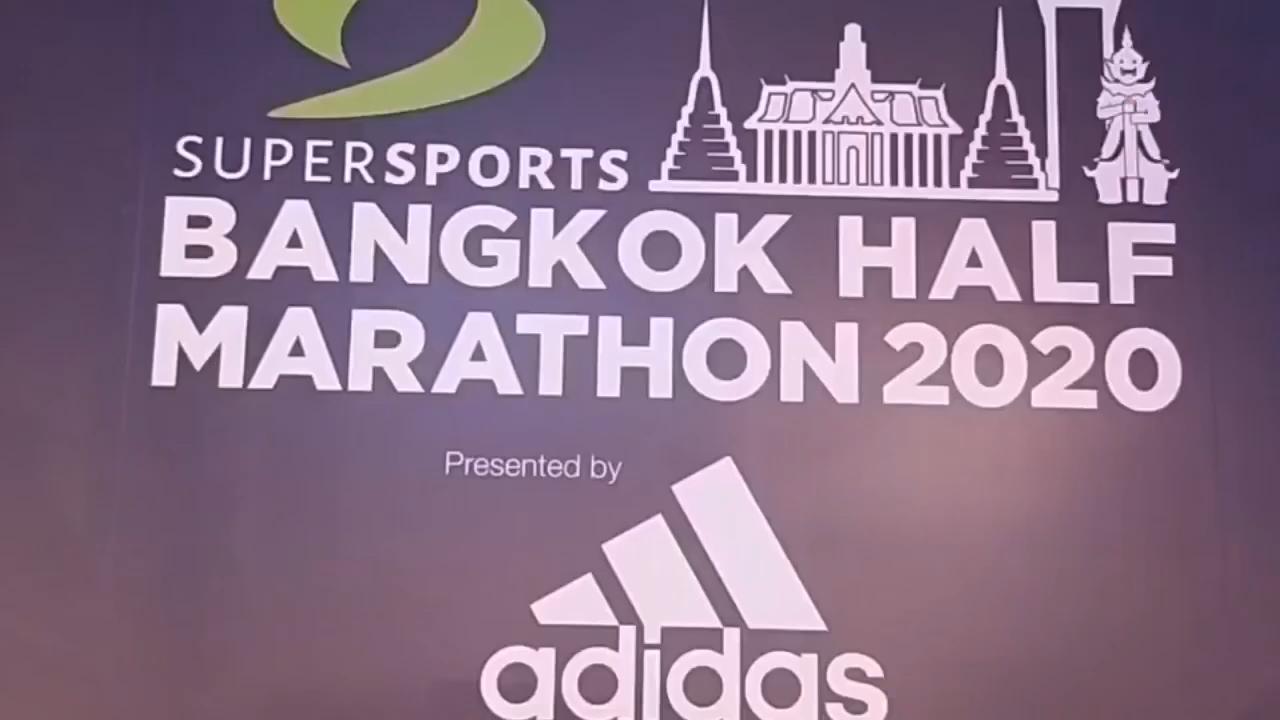 SUPERSPORTS
BANGKOK HALF
MARATHON 2020
Presented by
adidas